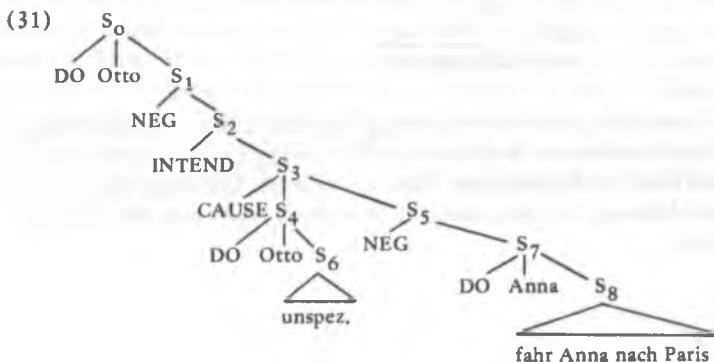 (31) S₀
DO Otto S₁
NEG S₂
INTEND S₃
CAUSE S₄ S₅
DO Otto S₆ NEG S₇
unspez. DO Anna S₈
fahr Anna nach Paris